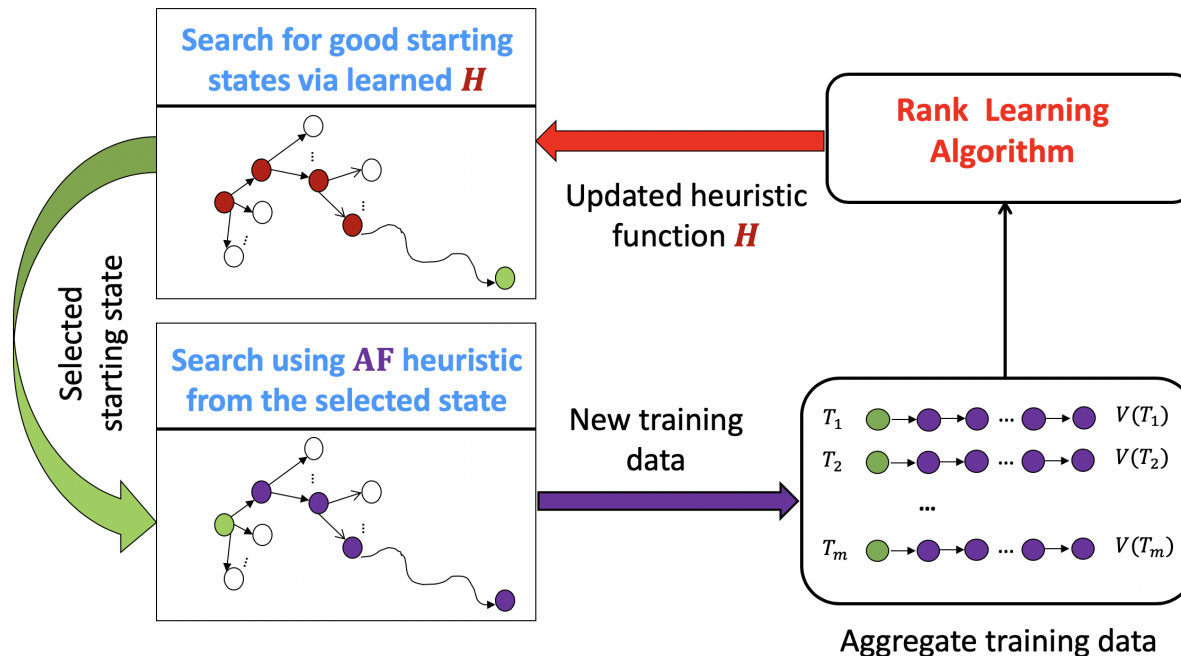 Search for good starting
states via learned H
...
...
...
Rank Learning
Algorithm
Updated heuristic
function H
Selected
starting state
Search using AF heuristic
from the selected state
...
...
...
New training
data
T₁ ... V(T₁)
T₂ ... V(T₂)
...
Tₘ ... V(Tₘ)
Aggregate training data